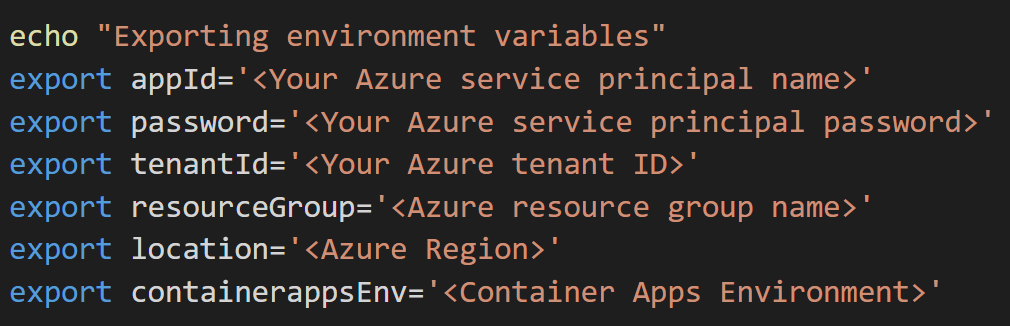 echo "Exporting environment variables"
export appId='<Your Azure service principal name>'
export password='<Your Azure service principal password>'
export tenantId='<Your Azure tenant ID>'
export resourceGroup='<Azure resource group name>'
export location='<Azure Region>'
export containerappsEnv='<Container Apps Environment>'